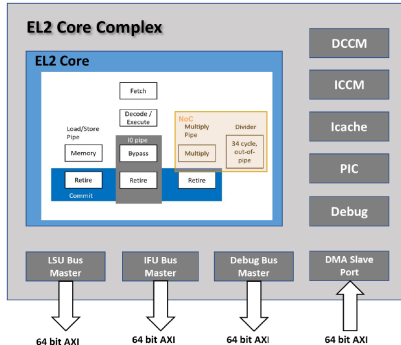 EL2 Core Complex
EL2 Core
Fetch
Decode /
Execute
Load/Store
Pipe
I0 pipe
NoC
Multiply
Pipe
Divider
Memory
Bypass
Multiply
34 cycle,
out-of-
pipe
Retire
Retire
Retire
Commit
DCCM
ICCM
Icache
PIC
Debug
LSU Bus
Master
IFU Bus
Master
Debug Bus
Master
DMA Slave
Port
64 bit AXI
64 bit AXI
64 bit AXI
64 bit AXI